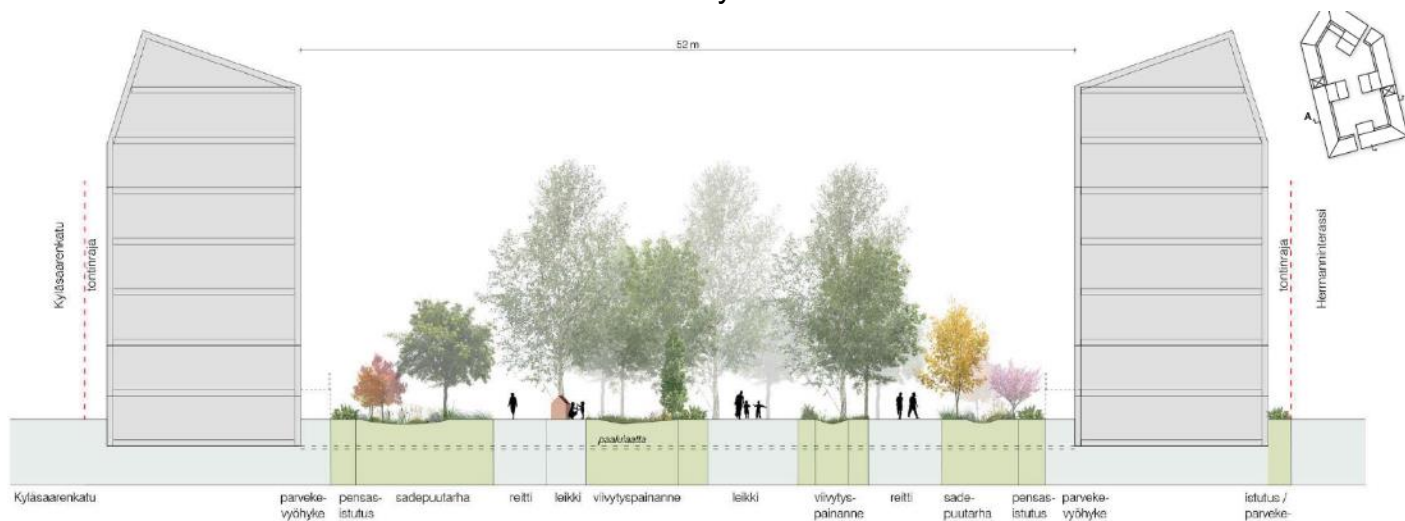 52 m
A
Kyläsaarenkatu
tontinraja
tontinraja
Hermanninterassi
paalulaatta
Kyläsaarenkatu
parveke-
vyöhyke
pensas-
istutus
sadepuutarha
reitti
leikki
viivytyspainanne
leikki
viivytys-
painanne
reitti
sade-
puutarha
pensas-
istutus
parveke-
vyöhyke
istutus /
parveke-